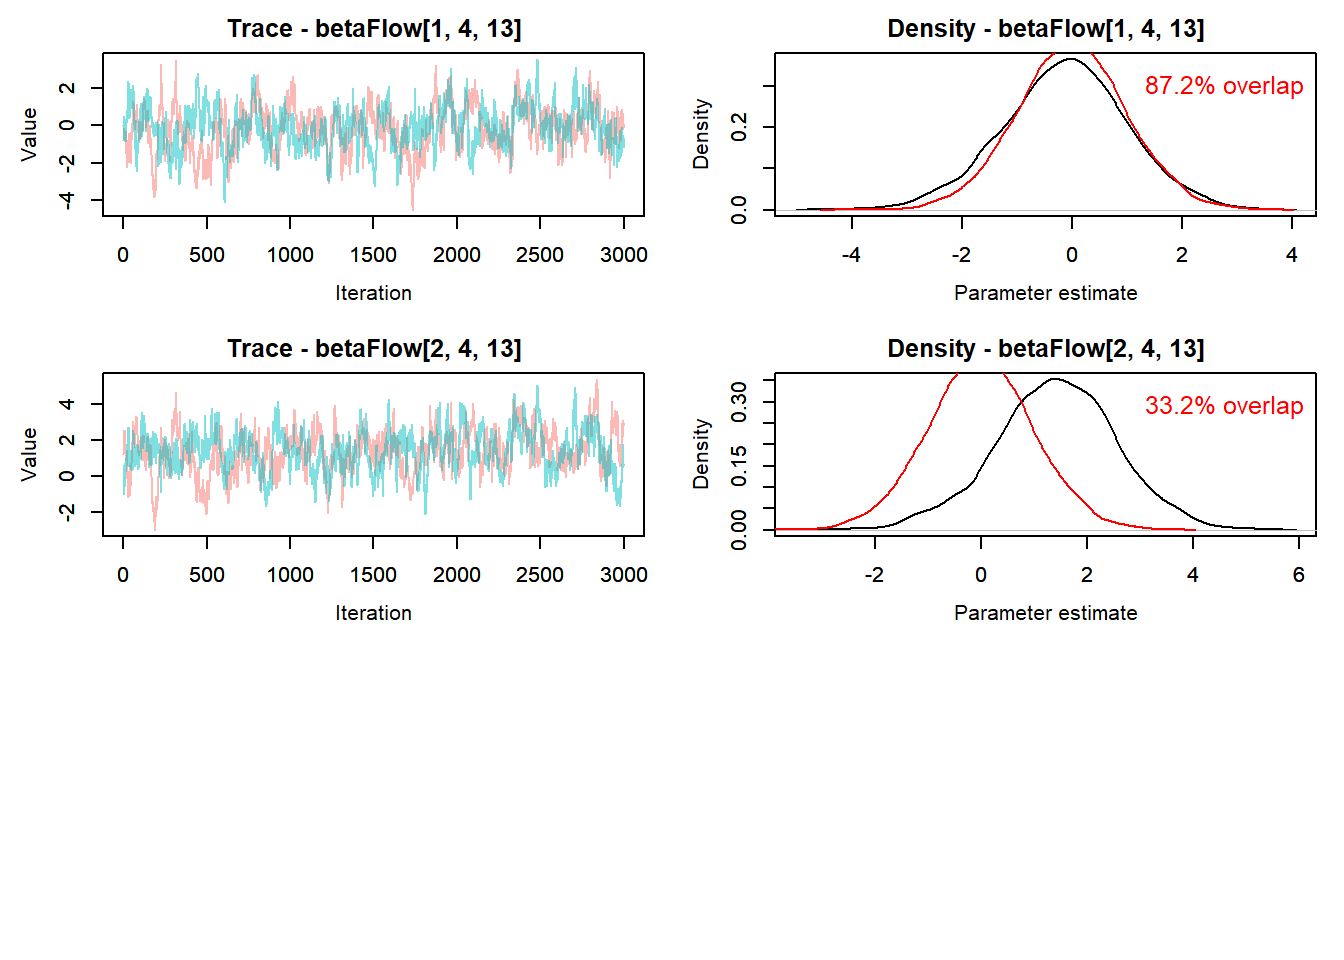 Trace - betaFlow[1, 4, 13]
Value
-4 -2 0 2
0 500 1000 1500 2000 2500 3000
Iteration
Density - betaFlow[1, 4, 13]
87.2% overlap
Density
0.0 0.2
-4 -2 0 2 4
Parameter estimate
Trace - betaFlow[2, 4, 13]
Value
-2 0 2 4
0 500 1000 1500 2000 2500 3000
Iteration
Density - betaFlow[2, 4, 13]
33.2% overlap
Density
0.00 0.15 0.30
-2 0 2 4 6
Parameter estimate